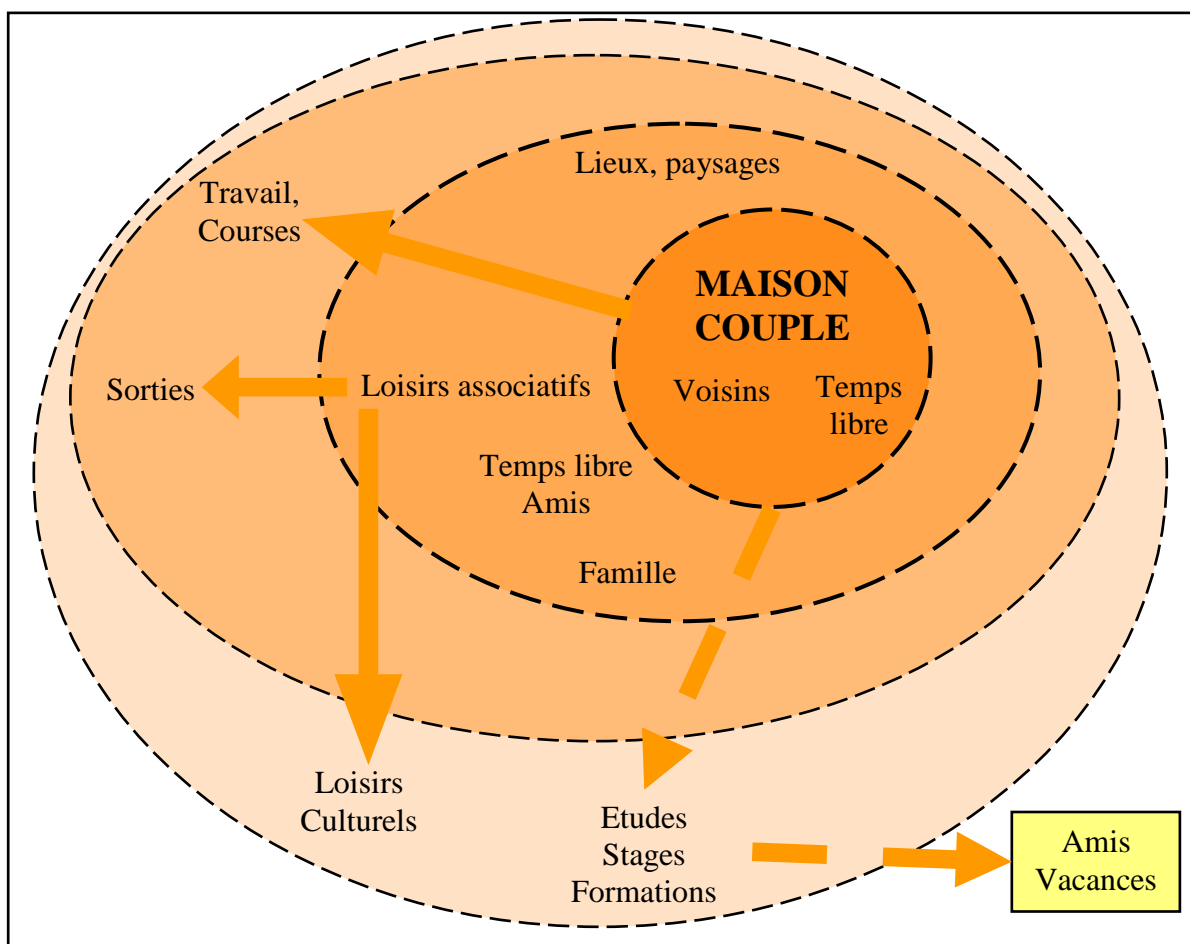 Lieux, paysages
Travail,
Courses
MAISON
COUPLE
Sorties
Loisirs associatifs
Voisins
Temps
libre
Temps libre
Amis
Famille
Loisirs
Culturels
Etudes
Stages
Formations
Amis
Vacances